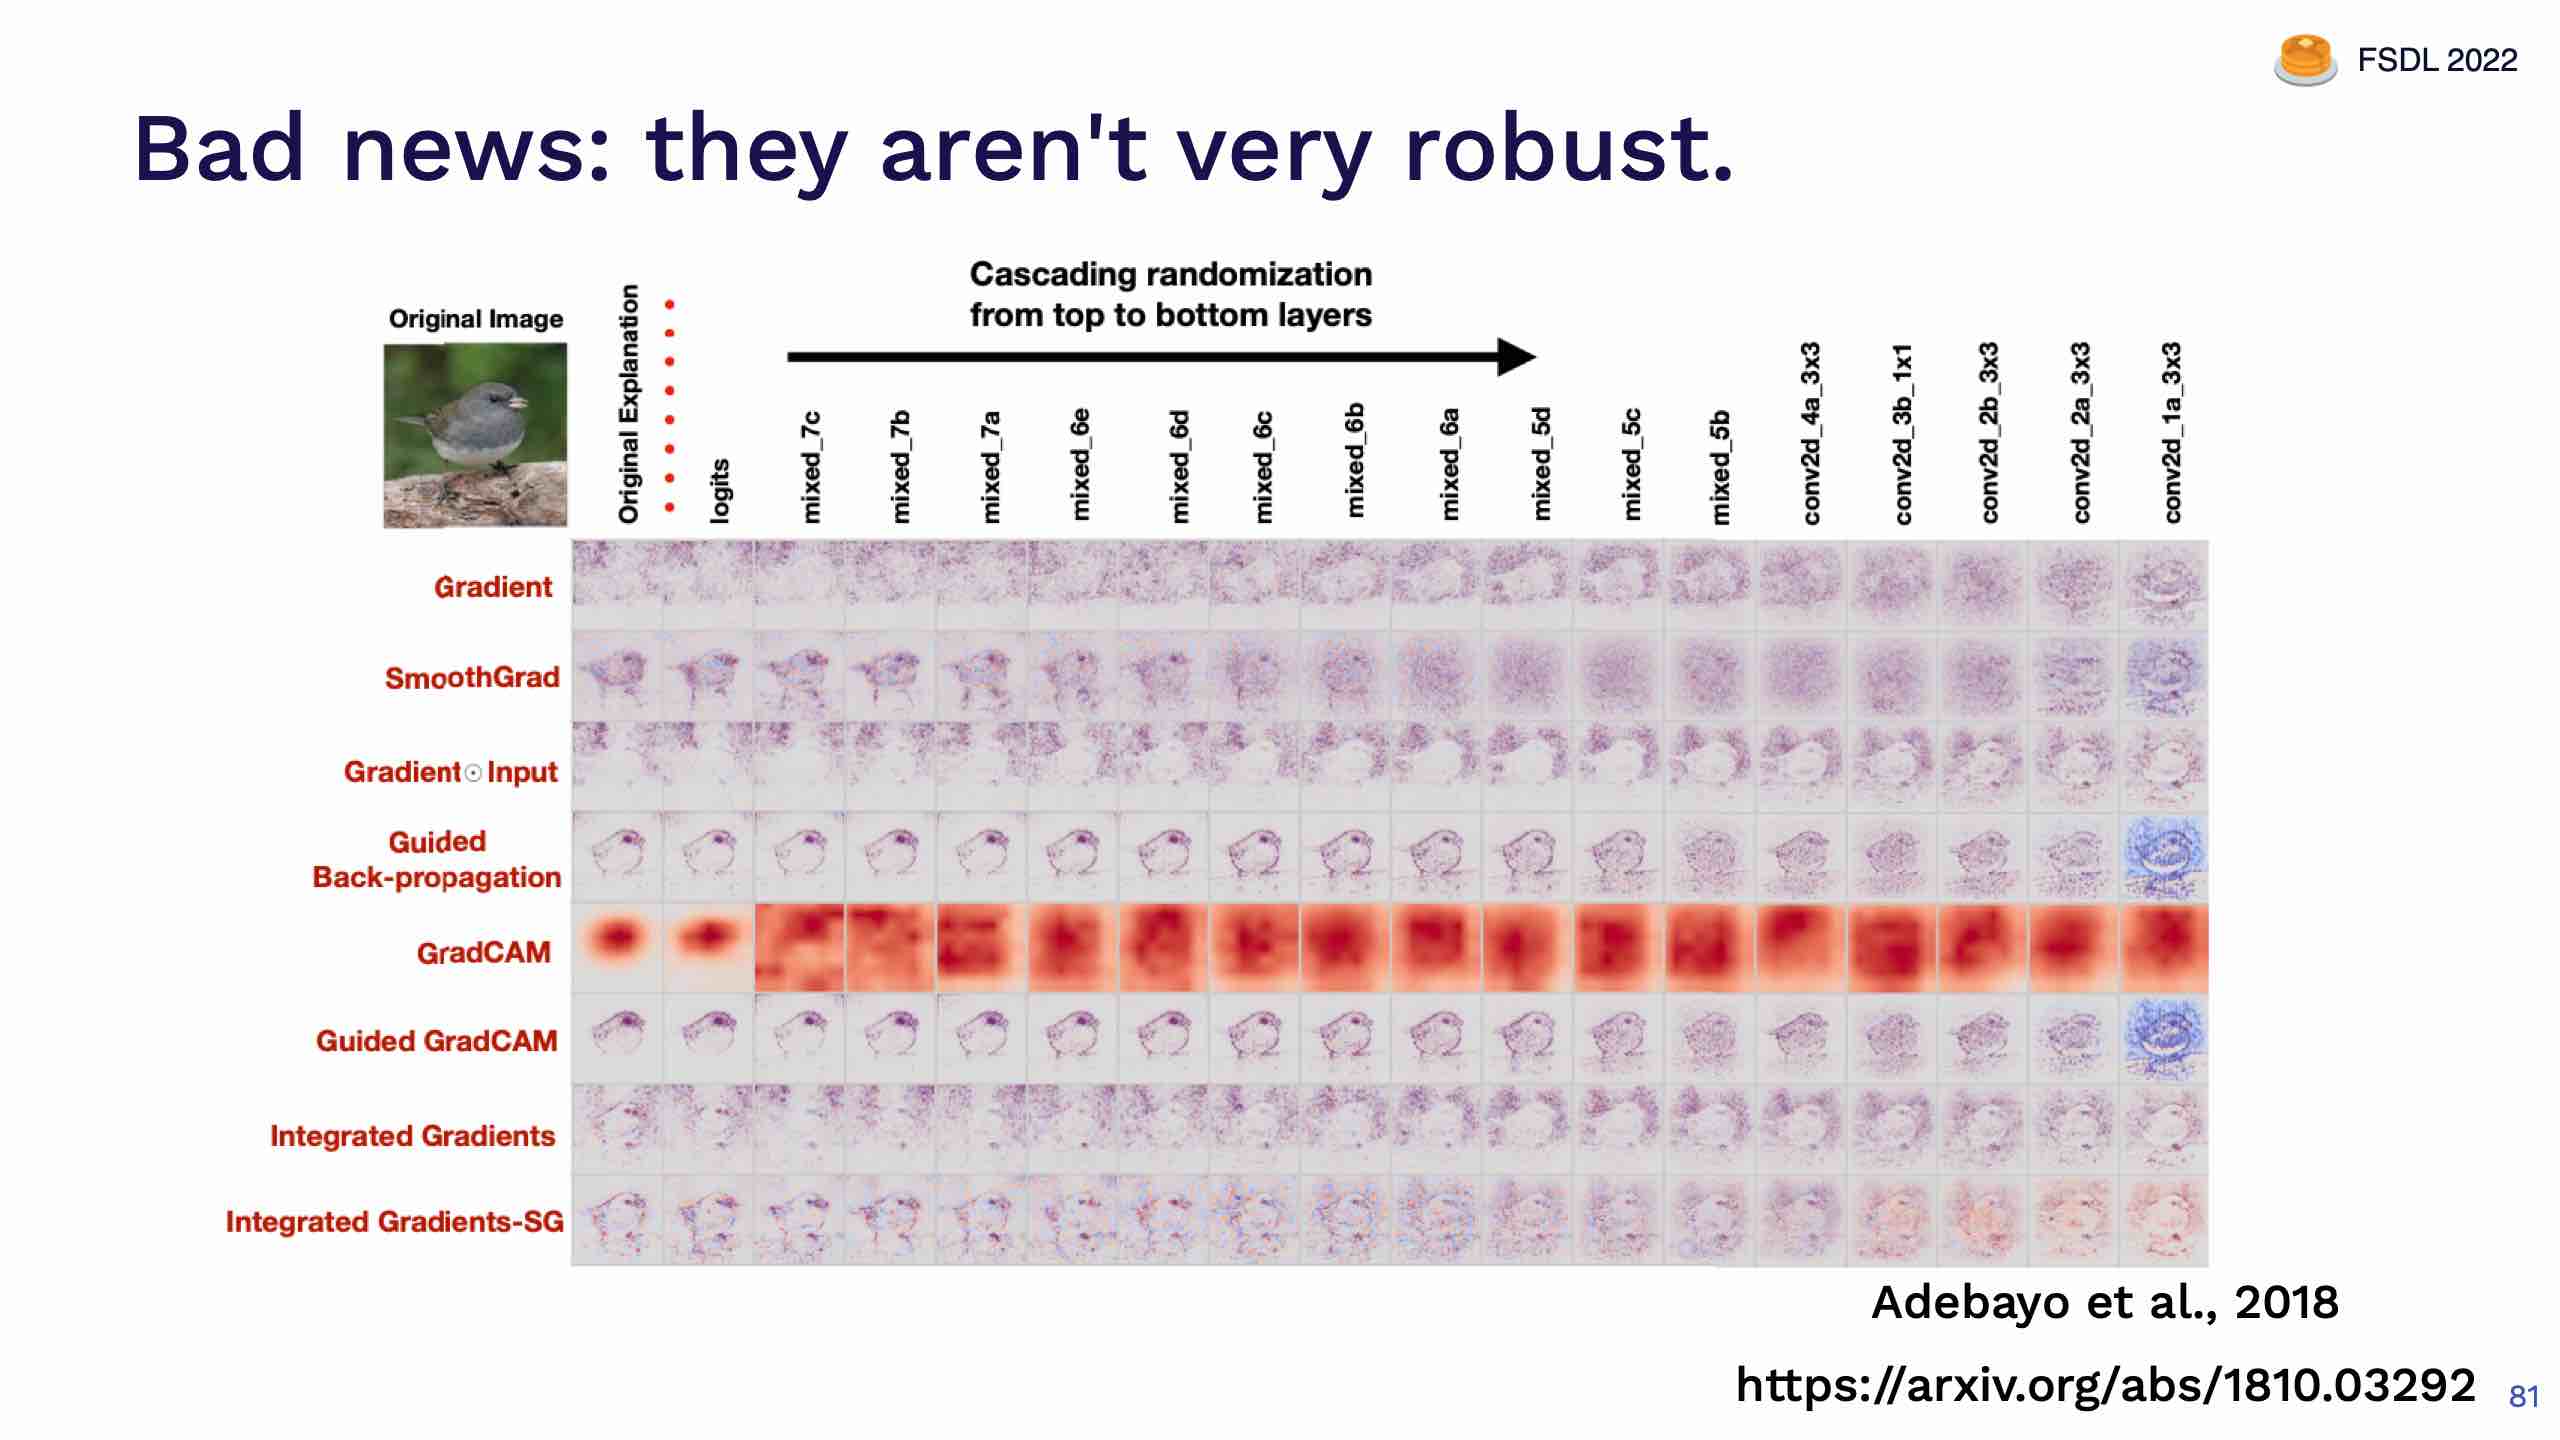 FSDL 2022
Bad news: they aren't very robust.
Cascading randomization
from top to bottom layers
Original Image
Original Explanation
logits
mixed_7c
mixed_7b
mixed_7a
mixed_6e
mixed_6d
mixed_6c
mixed_6b
mixed_6a
mixed_5d
mixed_5c
mixed_5b
conv2d_4a_3x3
conv2d_3b_1x1
conv2d_2b_3x3
conv2d_2a_3x3
conv2d_1a_3x3
Gradient
SmoothGrad
Gradient⊙Input
Guided
Back-propagation
GradCAM
Guided GradCAM
Integrated Gradients
Integrated Gradients-SG
Adebayo et al., 2018
https://arxiv.org/abs/1810.03292
81